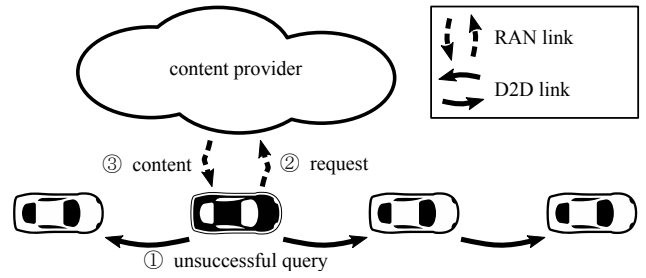 content provider
RAN link
D2D link
③ content
② request
① unsuccessful query